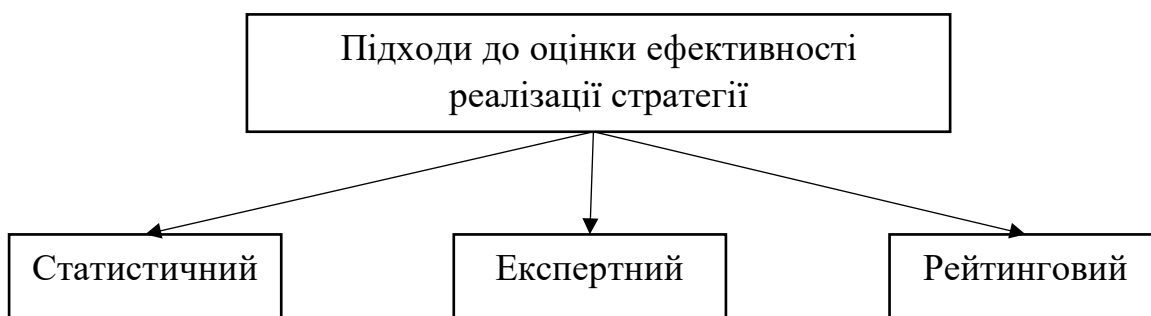 Підходи до оцінки ефективності
реалізації стратегії
Статистичний
Експертний
Рейтинговий